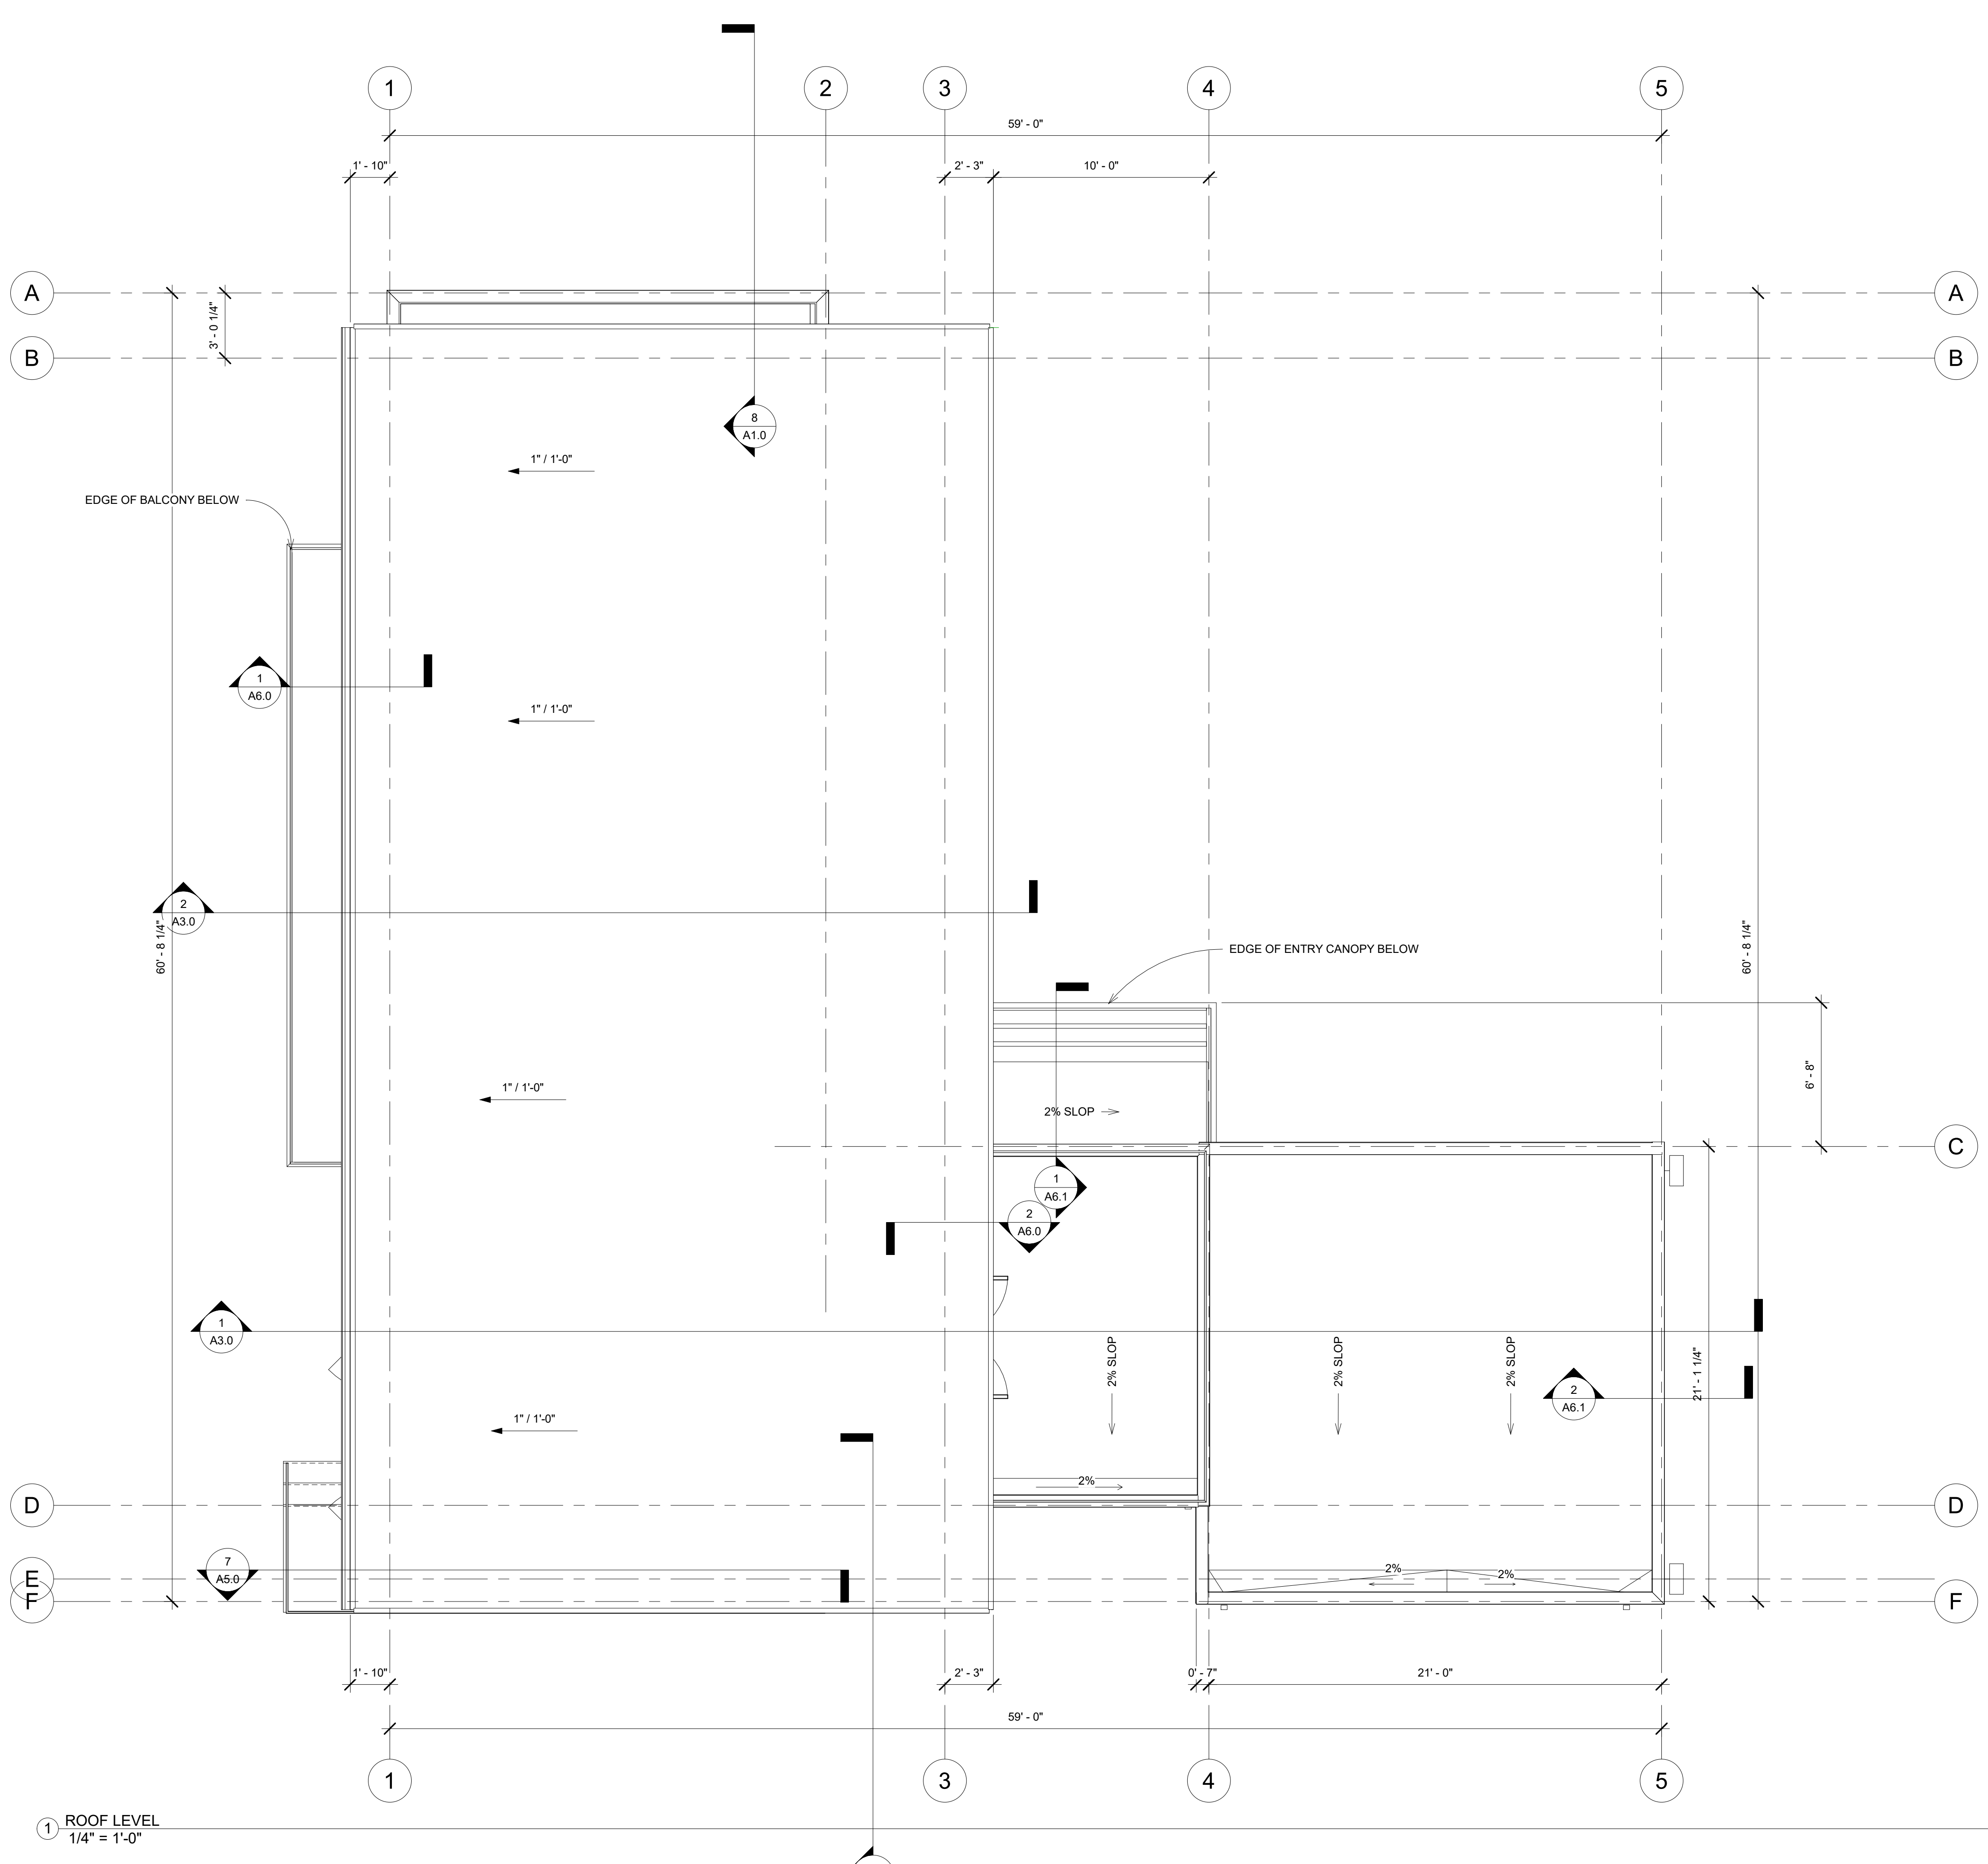 1
2
3
4
5
59' - 0"
1' - 10"
2' - 3"
10' - 0"
A
A
3' - 0 1/4"
B
B
8
A1.0
1" / 1'-0"
EDGE OF BALCONY BELOW
1
A6.0
1" / 1'-0"
2
A3.0
60' - 8 1/4"
60' - 8 1/4"
EDGE OF ENTRY CANOPY BELOW
6' - 8"
1" / 1'-0"
2% SLOP
C
1
A6.1
2
A6.0
1
A3.0
2% SLOP
2% SLOP
2% SLOP
21' - 1 1/4"
2
A6.1
1" / 1'-0"
2%
D
D
7
A5.0
2%
2%
E
F
F
1' - 10"
2' - 3"
0' - 7"
21' - 0"
59' - 0"
1
3
4
5
1
ROOF LEVEL
1/4" = 1'-0"